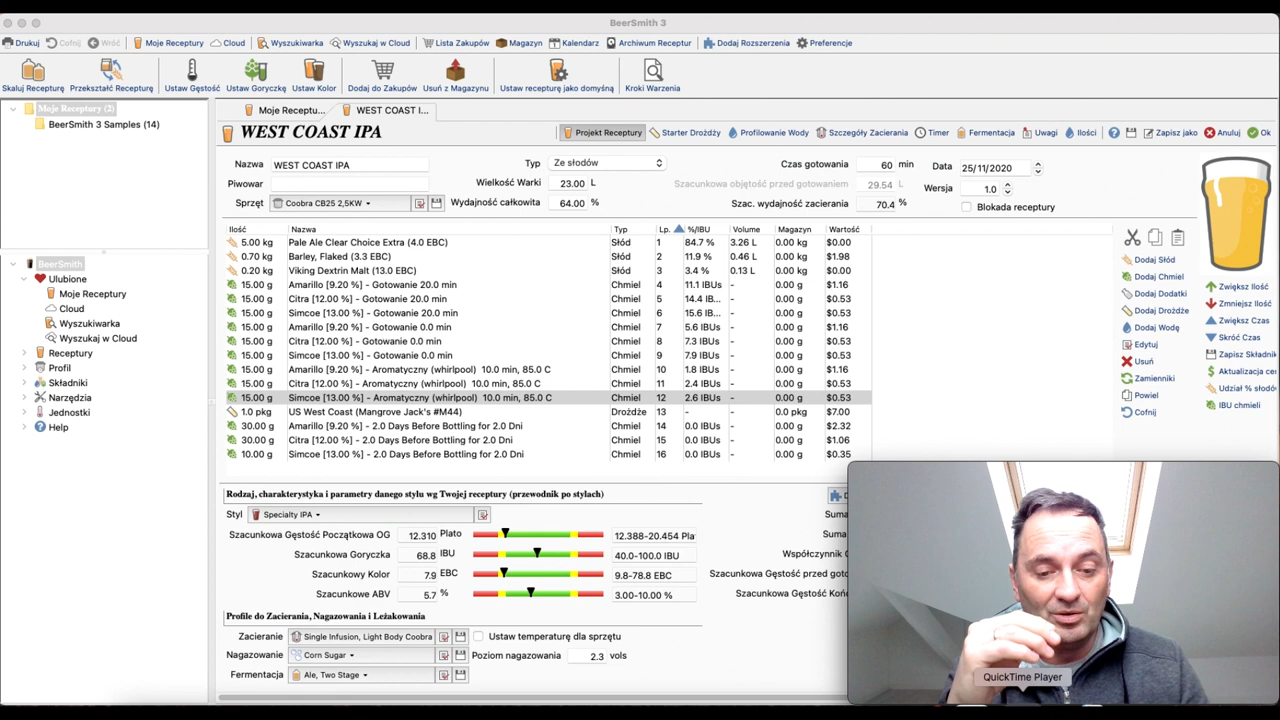 BeerSmith 3
Drukuj Cofnij Wróć Moje Receptury Cloud Wyszukiwarka Wyszukaj w Cloud Lista Zakupów Magazyn Kalendarz Archiwum Receptur Dodaj Rozszerzenia Preferencje
Skaluj Recepturę Przekształć Recepturę Ustaw Gęstość Ustaw Goryczkę Ustaw Kolor Dodaj do Zakupów Usuń z Magazynu Ustaw recepturę jako domyślną Kroki Warzenia
Moje Receptury (2)
BeerSmith 3 Samples (14)
BeerSmith
Ulubione
Moje Receptury
Cloud
Wyszukiwarka
Wyszukaj w Cloud
Receptury
Profil
Składniki
Narzędzia
Jednostki
Help
Moje Receptu... WEST COAST I...
WEST COAST IPA Projekt Receptury Starter Drożdży Profilowanie Wody Szczegóły Zacierania Timer Fermentacja Uwagi Ilości Zapisz jako Anuluj Ok
Nazwa WEST COAST IPA Typ Ze słodów Czas gotowania 60 min Data 25/11/2020
Piwowar Wielkość Warki 23.00 L Szacunkowa objętość przed gotowaniem 29.54 L Wersja 1.0
Sprzęt Coobra CB25 2,5KW Wydajność całkowita 64.00 % Szac. wydajność zacierania 70.4 % Blokada receptury
Ilość Nazwa Typ Lp. %/IBU Volume Magazyn Wartość
5.00 kg Pale Ale Clear Choice Extra (4.0 EBC) Słód 1 84.7 % 3.26 L 0.00 kg $0.00
0.70 kg Barley, Flaked (3.3 EBC) Słód 2 11.9 % 0.46 L 0.00 kg $1.98
0.20 kg Viking Dextrin Malt (13.0 EBC) Słód 3 3.4 % 0.13 L 0.00 kg $0.00
15.00 g Amarillo [9.20 %] - Gotowanie 20.0 min Chmiel 4 11.1 IBUs - 0.00 g $1.16
15.00 g Citra [12.00 %] - Gotowanie 20.0 min Chmiel 5 14.4 IB... - 0.00 g $0.53
15.00 g Simcoe [13.00 %] - Gotowanie 20.0 min Chmiel 6 15.6 IB... - 0.00 g $0.53
15.00 g Amarillo [9.20 %] - Gotowanie 0.0 min Chmiel 7 5.6 IBUs - 0.00 g $1.16
15.00 g Citra [12.00 %] - Gotowanie 0.0 min Chmiel 8 7.3 IBUs - 0.00 g $0.53
15.00 g Simcoe [13.00 %] - Gotowanie 0.0 min Chmiel 9 7.9 IBUs - 0.00 g $0.53
15.00 g Amarillo [9.20 %] - Aromatyczny (whirlpool) 10.0 min, 85.0 C Chmiel 10 1.8 IBUs - 0.00 g $1.16
15.00 g Citra [12.00 %] - Aromatyczny (whirlpool) 10.0 min, 85.0 C Chmiel 11 2.4 IBUs - 0.00 g $0.53
15.00 g Simcoe [13.00 %] - Aromatyczny (whirlpool) 10.0 min, 85.0 C Chmiel 12 2.6 IBUs - 0.00 g $0.53
1.0 pkg US West Coast (Mangrove Jack's #M44) Drożdże 13 - - 0.0 pkg $7.00
30.00 g Amarillo [9.20 %] - 2.0 Days Before Bottling for 2.0 Dni Chmiel 14 0.0 IBUs - 0.00 g $2.32
30.00 g Citra [12.00 %] - 2.0 Days Before Bottling for 2.0 Dni Chmiel 15 0.0 IBUs - 0.00 g $1.06
10.00 g Simcoe [13.00 %] - 2.0 Days Before Bottling for 2.0 Dni Chmiel 16 0.0 IBUs - 0.00 g $0.35
Dodaj Słód
Dodaj Chmiel
Dodaj Dodatki
Dodaj Drożdże
Dodaj Wodę
Edytuj
Usuń
Zamienniki
Powiel
Cofnij
Zwiększ Ilość
Zmniejsz Ilość
Zwiększ Czas
Skróć Czas
Zapisz Składnik
Aktualizacja cen
Udział % słodów
IBU chmieli
Rodzaj, charakterystyka i parametry danego stylu wg Twojej receptury (przewodnik po stylach)
Styl Specialty IPA Suma
Szacunkowa Gęstość Początkowa OG 12.310 Plato 12.388-20.454 Pla Suma
Szacunkowa Goryczka 68.8 IBU 40.0-100.0 IBU Współczynnik
Szacunkowy Kolor 7.9 EBC 9.8-78.8 EBC Szacunkowa Gęstość przed goto
Szacunkowe ABV 5.7 % 3.00-10.00 % Szacunkowa Gęstość Koń
Profile do Zacierania, Nagazowania i Leżakowania
Zacieranie Single Infusion, Light Body Coobra Ustaw temperaturę dla sprzętu
Nagazowanie Corn Sugar Poziom nagazowania 2.3 vols
Fermentacja Ale, Two Stage
QuickTime Player